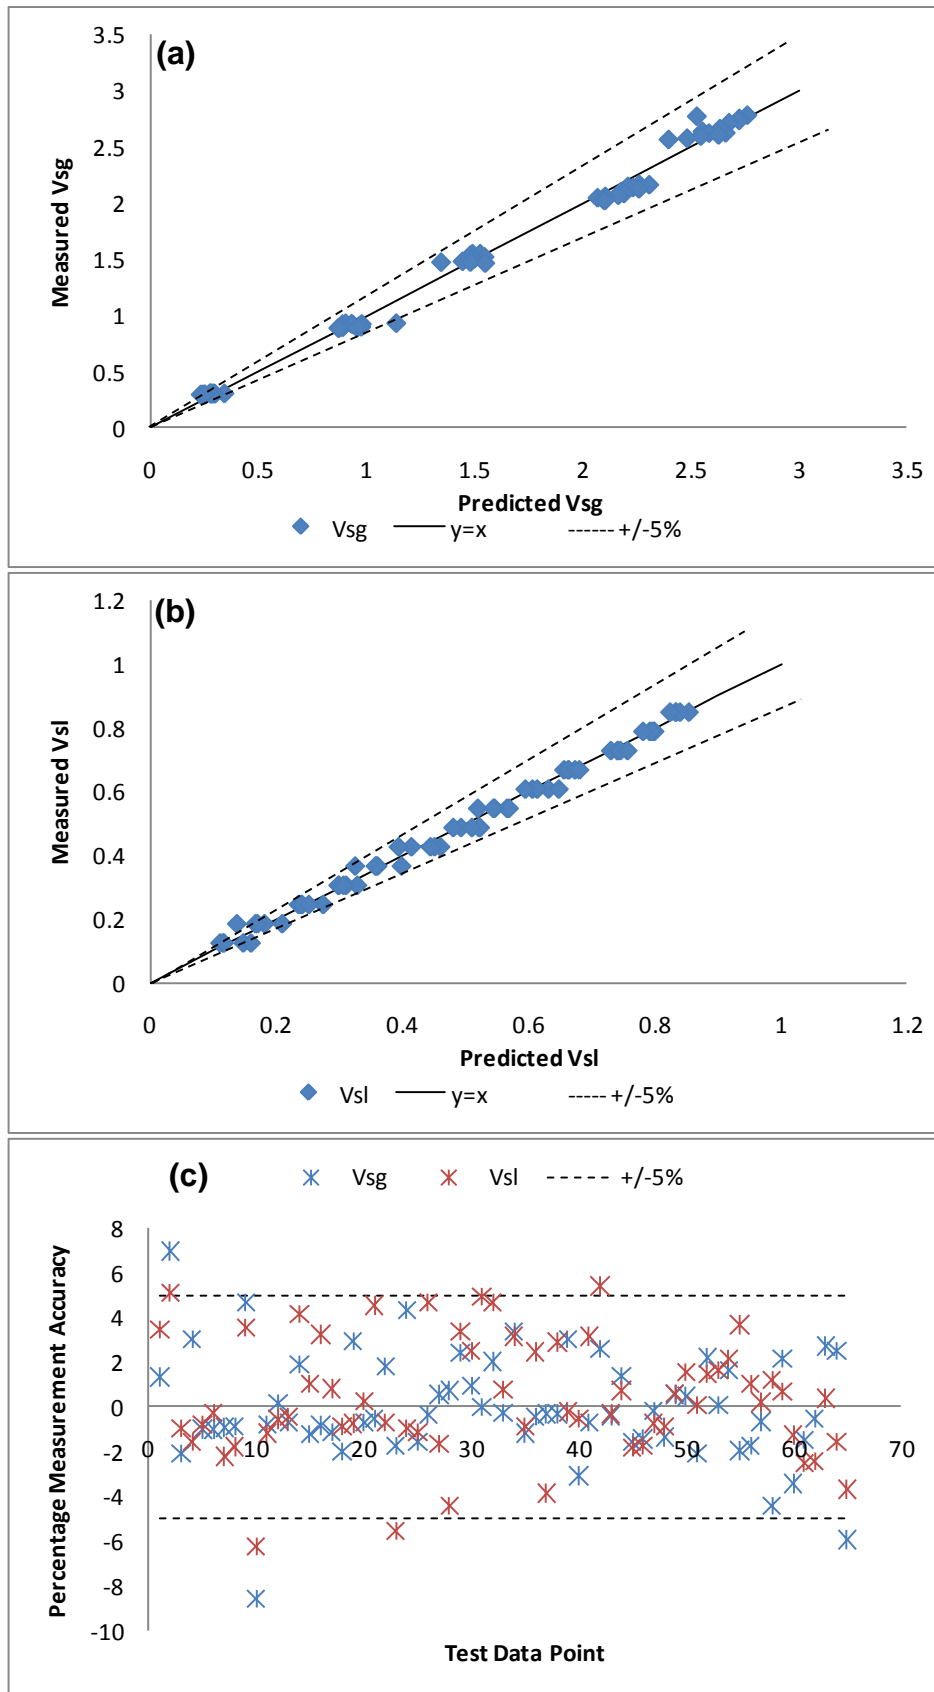 (a)
Measured Vsg
3.5
3
2.5
2
1.5
1
0.5
0
0 0.5 1 1.5 2 2.5 3 3.5
Predicted Vsg
Vsg y=x +/-5%
(b)
Measured Vsl
1.2
1
0.8
0.6
0.4
0.2
0
0 0.2 0.4 0.6 0.8 1 1.2
Predicted Vsl
Vsl y=x +/-5%
(c)
Vsg Vsl +/-5%
Percentage Measurement Accuracy
8
6
4
2
0
-2
-4
-6
-8
-10
0 10 20 30 40 50 60 70
Test Data Point